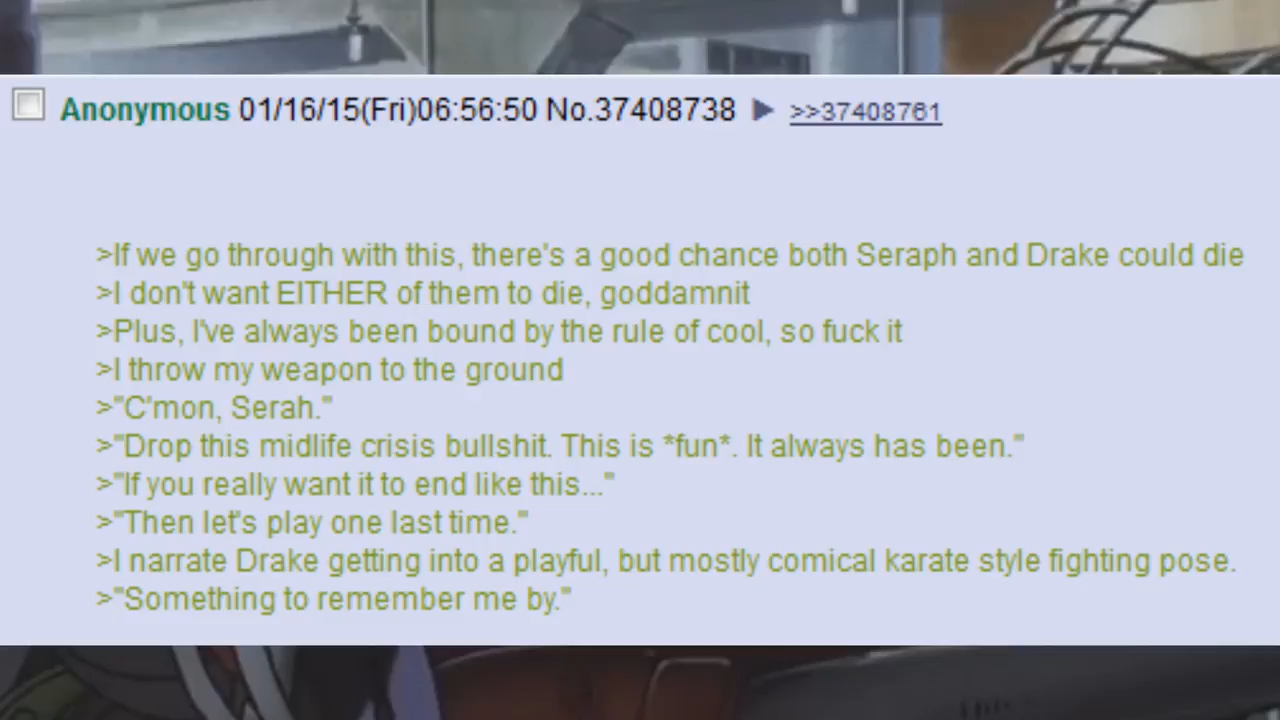 Anonymous 01/16/15(Fri)06:56:50 No.37408738 ▶ >>37408761
>If we go through with this, there's a good chance both Seraph and Drake could die
>I don't want EITHER of them to die, goddamnit
>Plus, I've always been bound by the rule of cool, so fuck it
>I throw my weapon to the ground
>"C'mon, Serah."
>"Drop this midlife crisis bullshit. This is *fun*. It always has been."
>"If you really want it to end like this..."
>"Then let's play one last time."
>I narrate Drake getting into a playful, but mostly comical karate style fighting pose.
>"Something to remember me by."